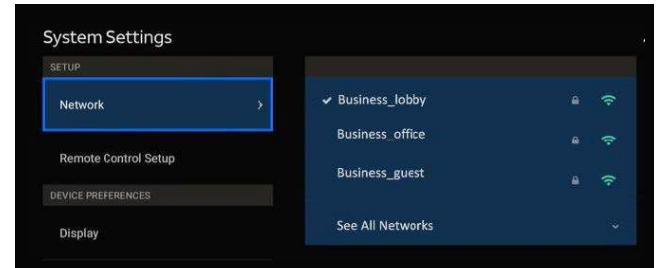 System Settings
SETUP
Network
Remote Control Setup
DEVICE PREFERENCES
Display
Business_lobby
Business_office
Business_guest
See All Networks